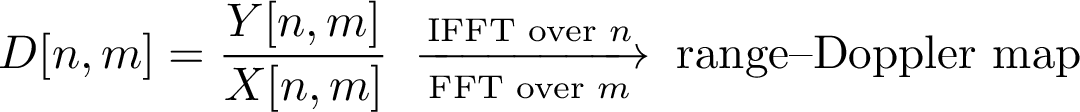 D[n, m] = Y[n, m] / X[n, m] IFFT over n FFT over m → range–Doppler map